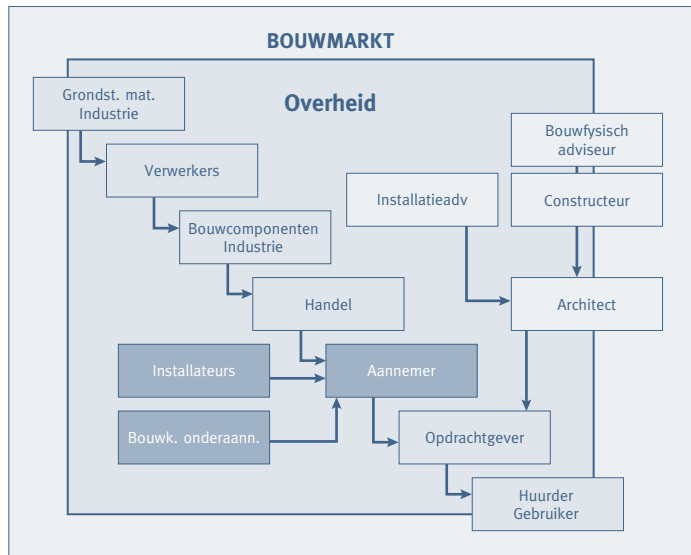 BOUWMARKT
Overheid
Grondst. mat.
Industrie
Bouwfysisch
adviseur
Verwerkers
Installatieadv
Constructeur
Bouwcomponenten
Industrie
Handel
Architect
Installateurs
Aannemer
Bouwk. onderaann.
Opdrachtgever
Huurder
Gebruiker